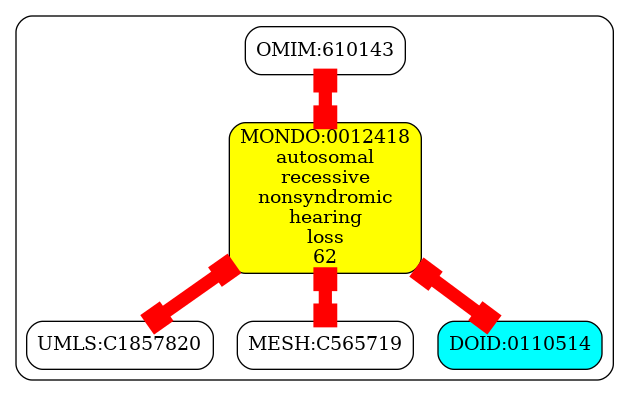 OMIM:610143
MONDO:0012418
autosomal
recessive
nonsyndromic
hearing
loss
62
UMLS:C1857820
MESH:C565719
DOID:0110514